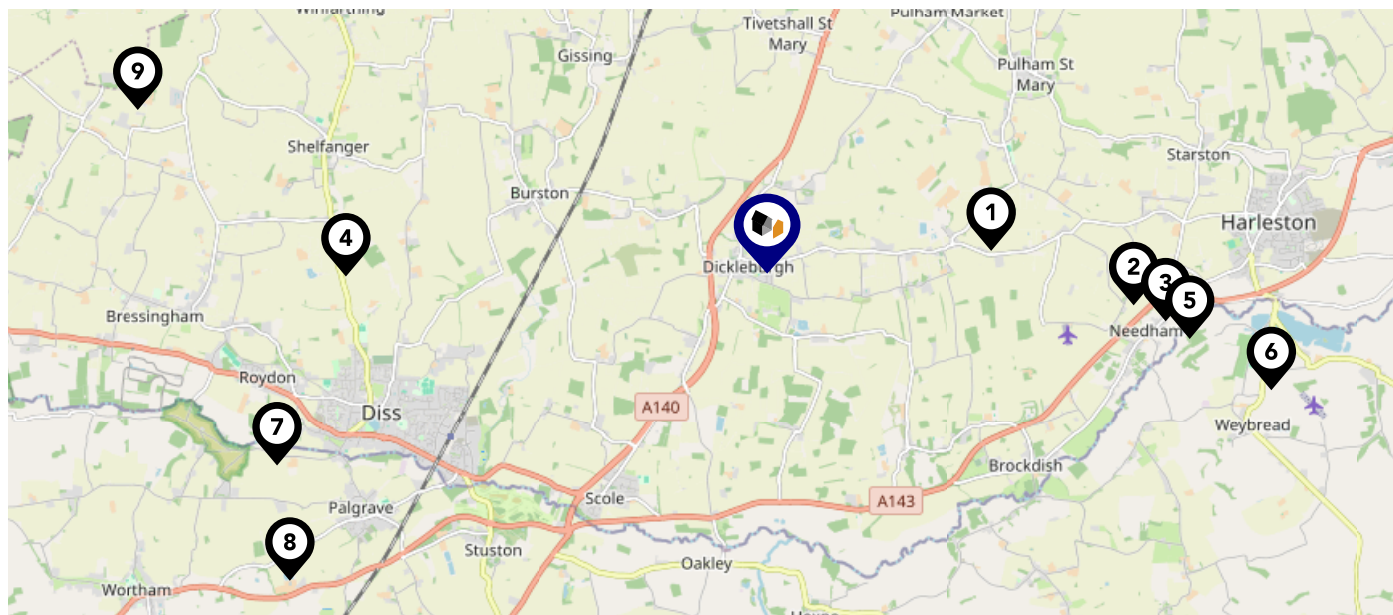 Winfarthing
Tivetshall St
Mary
Pulham Market
Gissing
Pulham St
Mary
9
Shelfanger
Starston
Burston
1
Harleston
4
Dickleburgh
2
3
5
Bressingham
Needham
6
Roydon
A140
Diss
7
Weybread
Brockdish
Scole
A143
Palgrave
8
Stuston
Oakley
Wortham